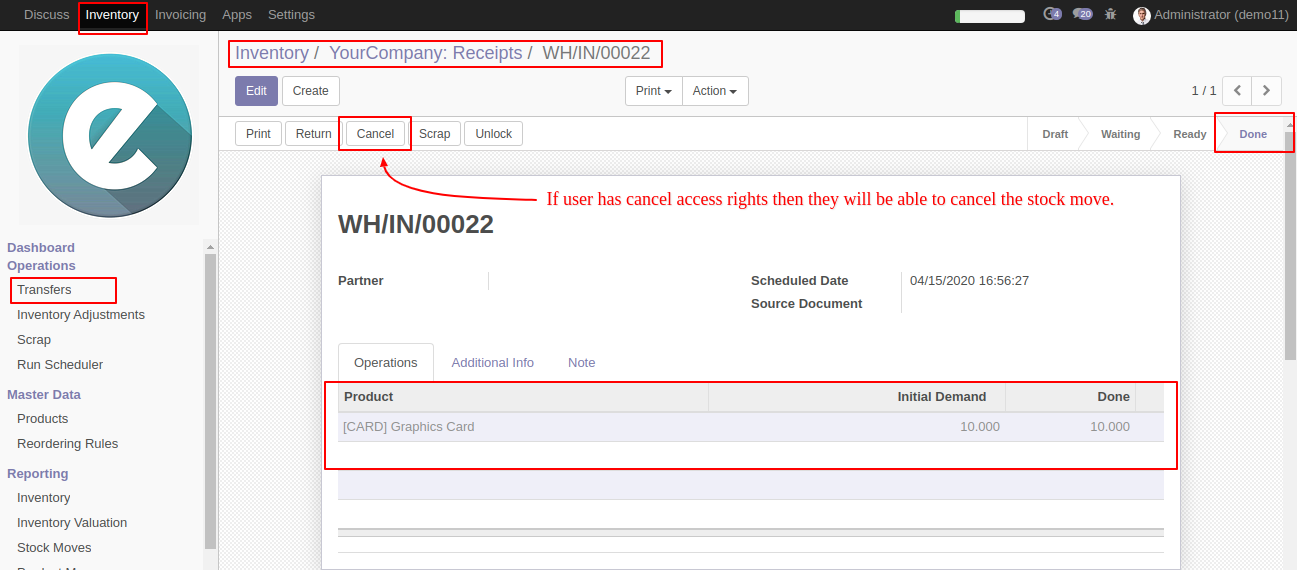 Discuss Inventory Invoicing Apps Settings 4 20 Administrator (demo11)
Inventory / YourCompany: Receipts / WH/IN/00022
Edit Create Print Action 1 / 1
Print Return Cancel Scrap Unlock Draft Waiting Ready Done
If user has cancel access rights then they will be able to cancel the stock move.
WH/IN/00022
Partner
Scheduled Date 04/15/2020 16:56:27
Source Document
Operations Additional Info Note
Product Initial Demand Done
[CARD] Graphics Card 10.000 10.000
e
Dashboard
Operations
Transfers
Inventory Adjustments
Scrap
Run Scheduler
Master Data
Products
Reordering Rules
Reporting
Inventory
Inventory Valuation
Stock Moves